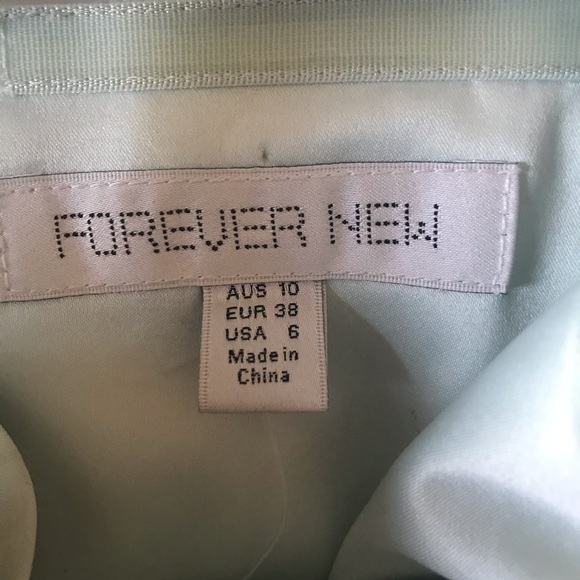 FOREVER NEW
AUS 10
EUR 38
USA 6
Made in
China